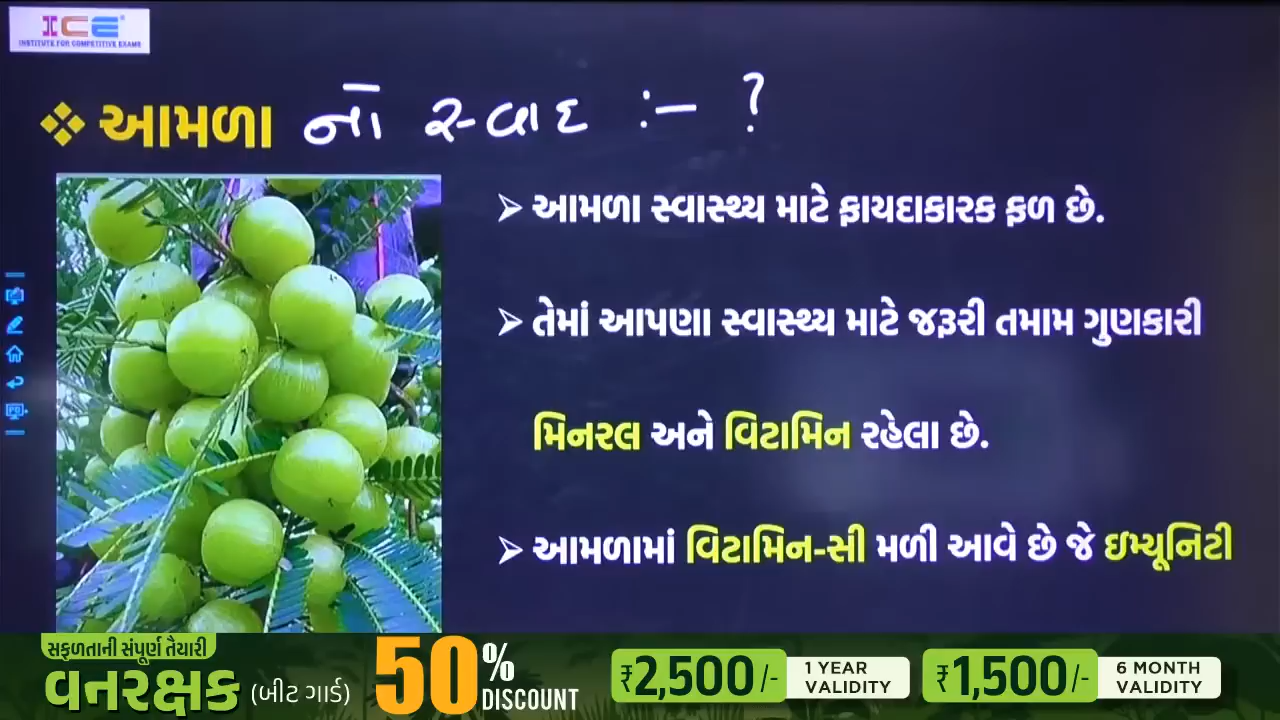 ICE
INSTITUTE FOR COMPETITIVE EXAMS
❖ આમળા નો સ્વાદ :- ?
➢ આમળા સ્વાસ્થ્ય માટે ફાયદાકારક ફળ છે.
➢ તેમાં આપણા સ્વાસ્થ્ય માટે જરૂરી તમામ ગુણકારી
મિનરલ અને વિટામિન રહેલા છે.
➢ આમળામાં વિટામિન-સી મળી આવે છે જે ઇમ્યૂનિટી
સફળતાની સંપૂર્ણ તૈયારી
વનરક્ષક (બીટ ગાર્ડ)
50% DISCOUNT
₹2,500/- 1 YEAR VALIDITY
₹1,500/- 6 MONTH VALIDITY